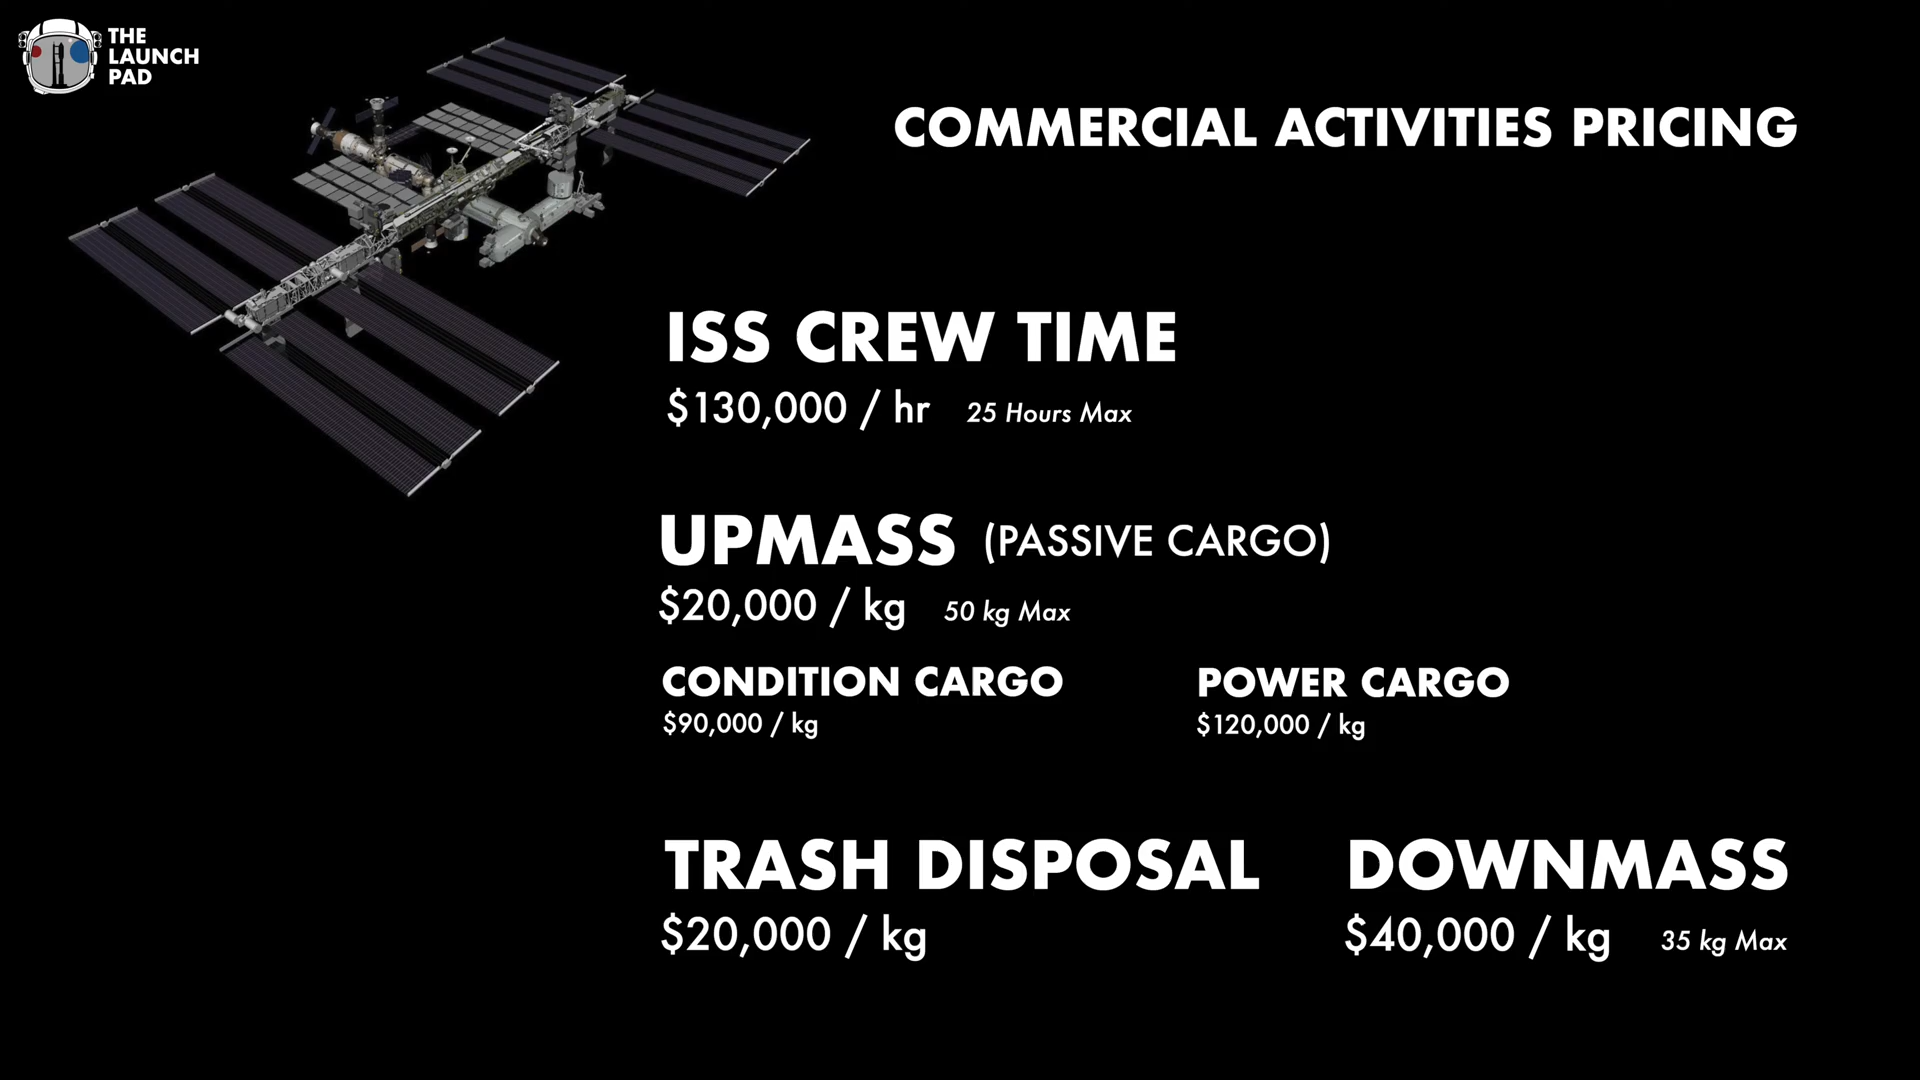 THE
LAUNCH
PAD
COMMERCIAL ACTIVITIES PRICING
ISS CREW TIME
$130,000 / hr 25 Hours Max
UPMASS (PASSIVE CARGO)
$20,000 / kg 50 kg Max
CONDITION CARGO POWER CARGO
$90,000 / kg $120,000 / kg
TRASH DISPOSAL DOWNMASS
$20,000 / kg $40,000 / kg 35 kg Max